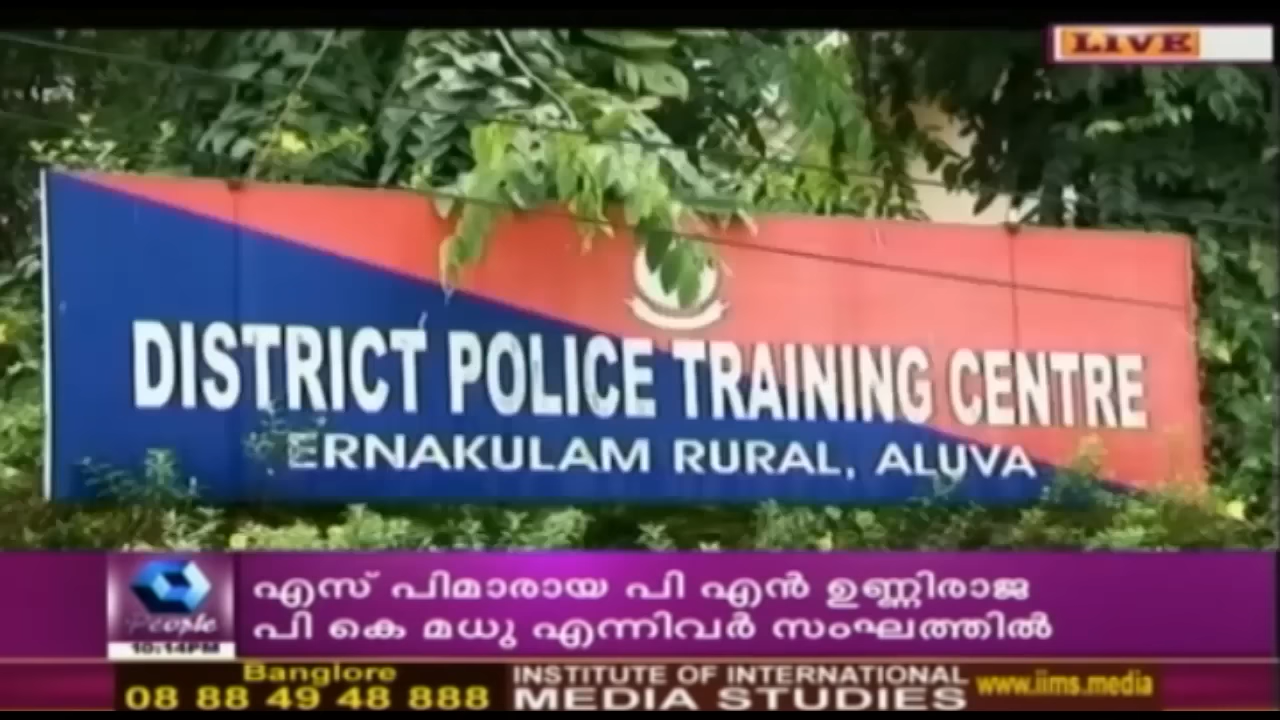 LIVE
DISTRICT POLICE TRAINING CENTRE
ERNAKULAM RURAL, ALUVA
എസ് പിമാരായ പി എൻ ഉണ്ണിരാജ
പി കെ മധു എന്നിവർ സംഘത്തിൽ
People
10:14PM
Banglore
08 88 49 48 888
INSTITUTE OF INTERNATIONAL
MEDIA STUDIES
www.iims.media